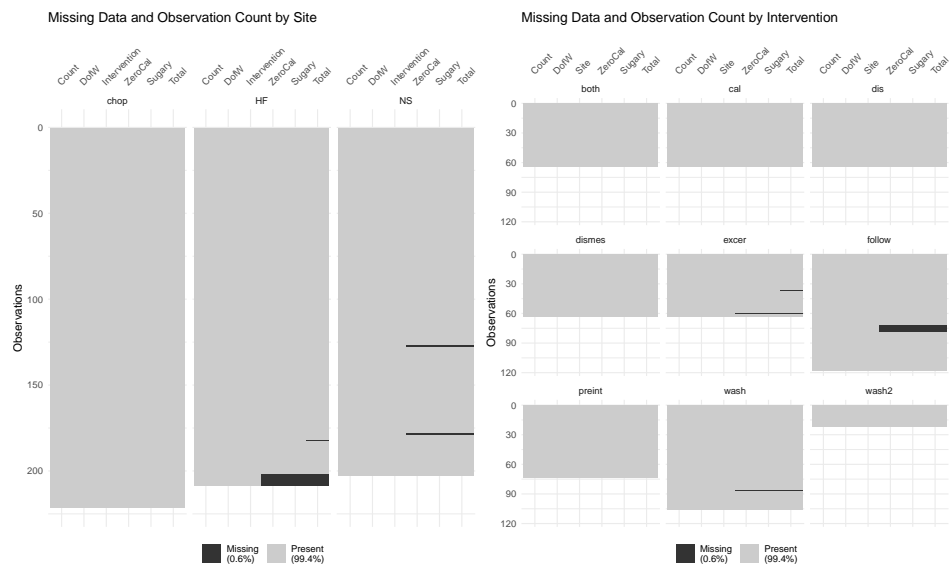 Missing Data and Observation Count by Site
Count DofW Intervention ZeroCal Sugary Total Count DofW Intervention ZeroCal Sugary Total Count DofW Intervention ZeroCal Sugary Total
chop HF NS
0
50
100
150
200
Observations
Missing (0.6%)
Present (99.4%)
Missing Data and Observation Count by Intervention
Count DofW Site ZeroCal Sugary Total Count DofW Site ZeroCal Sugary Total Count DofW Site ZeroCal Sugary Total
both cal dis
0
30
60
90
120
dismes excer follow
0
30
60
90
120
Observations
preint wash wash2
0
30
60
90
120
Missing (0.6%)
Present (99.4%)